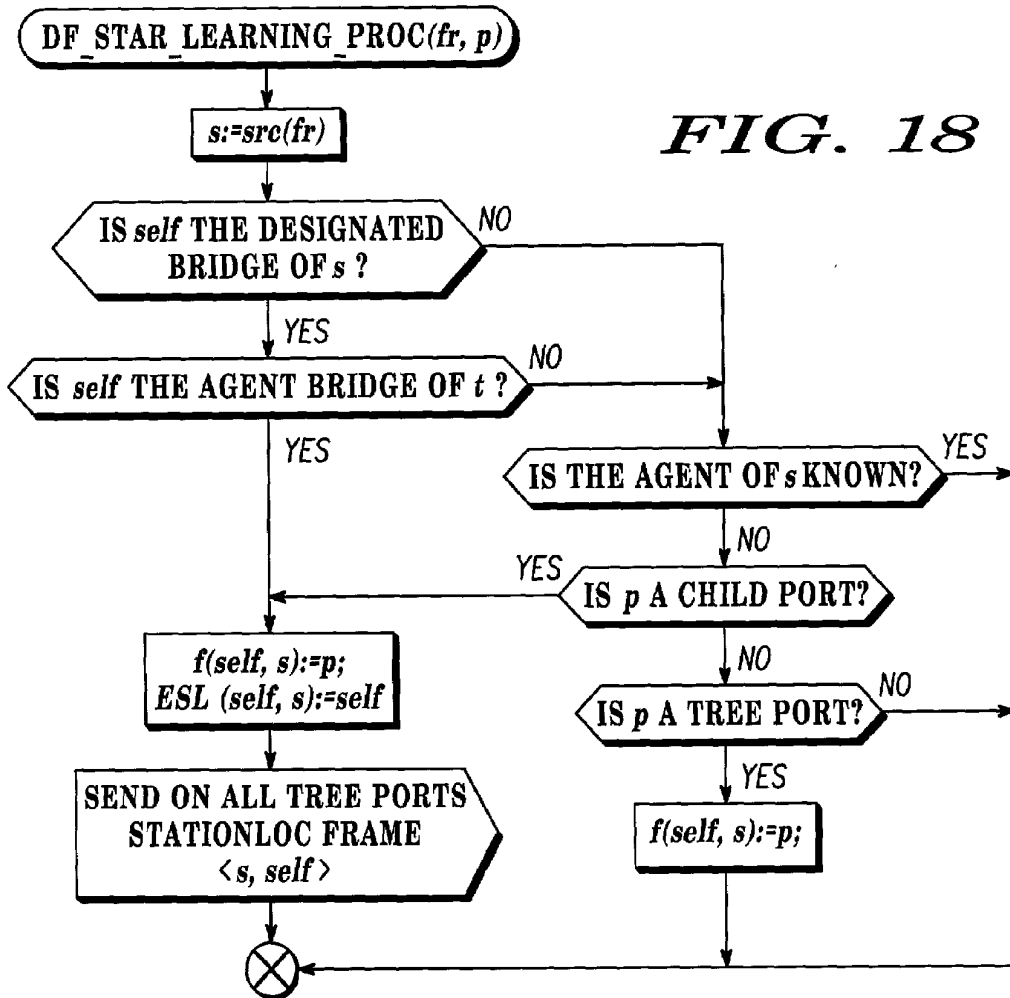 DF_STAR_LEARNING_PROC(fr, p)
FIG. 18
s:=src(fr)
IS self THE DESIGNATED
BRIDGE OF s ?
NO
YES
IS self THE AGENT BRIDGE OF t ?
NO
YES
IS THE AGENT OF s KNOWN?
YES
NO
IS p A CHILD PORT?
YES
NO
f(self, s):=p;
ESL (self, s):=self
IS p A TREE PORT?
NO
YES
SEND ON ALL TREE PORTS
STATIONLOC FRAME
<s, self>
f(self, s):=p;